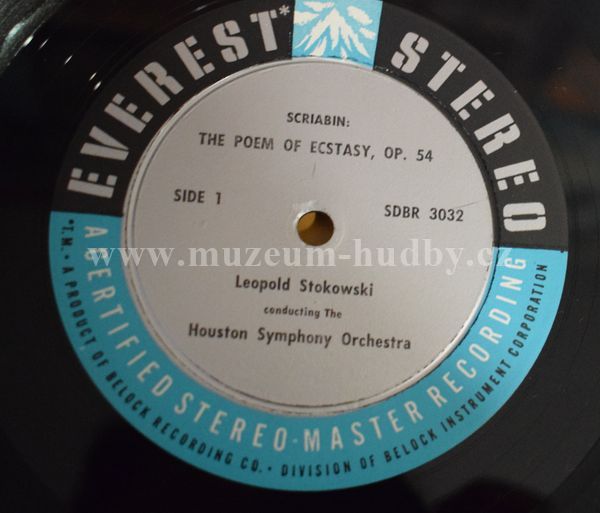 EVEREST* STEREO
SCRIABIN:
THE POEM OF ECSTASY, OP. 54
SIDE 1
SDBR 3032
www.muzeum-hudby.cz
Leopold Stokowski
conducting The
Houston Symphony Orchestra
A CERTIFIED STEREO-MASTER RECORDING
*T.M. • A PRODUCT OF BELOCK RECORDING CO. • DIVISION OF BELOCK INSTRUMENT CORPORATION